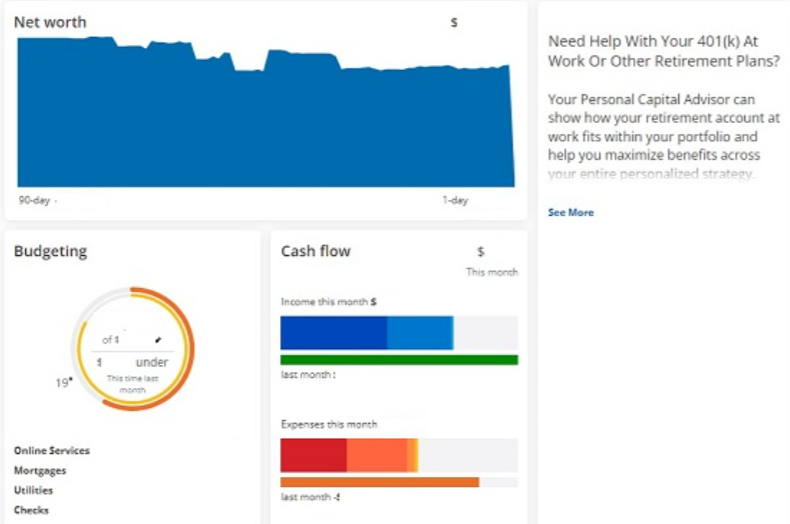 Net worth
$
90-day
1-day
Need Help With Your 401(k) At
Work Or Other Retirement Plans?
Your Personal Capital Advisor can
show how your retirement account at
work fits within your portfolio and
help you maximize benefits across
your entire personalized strategy.
See More
Budgeting
of
under
This time last
month
19
Online Services
Mortgages
Utilities
Checks
Cash flow
$
This month
Income this month $
last month
Expenses this month
last month